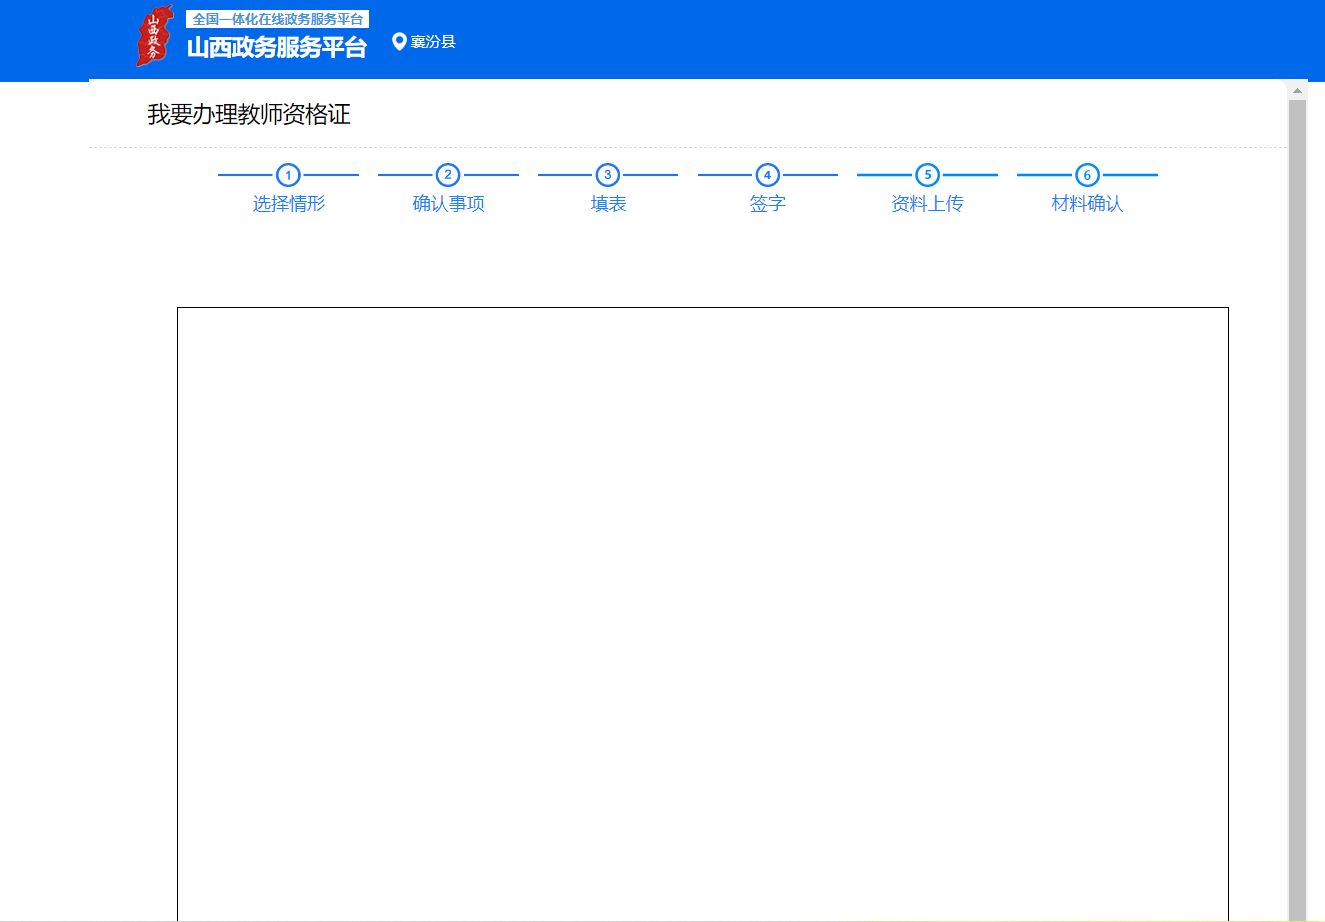 山西政务
全国一体化在线政务服务平台
山西政务服务平台
襄汾县
我要办理教师资格证
1 2 3 4 5 6
选择情形 确认事项 填表 签字 资料上传 材料确认